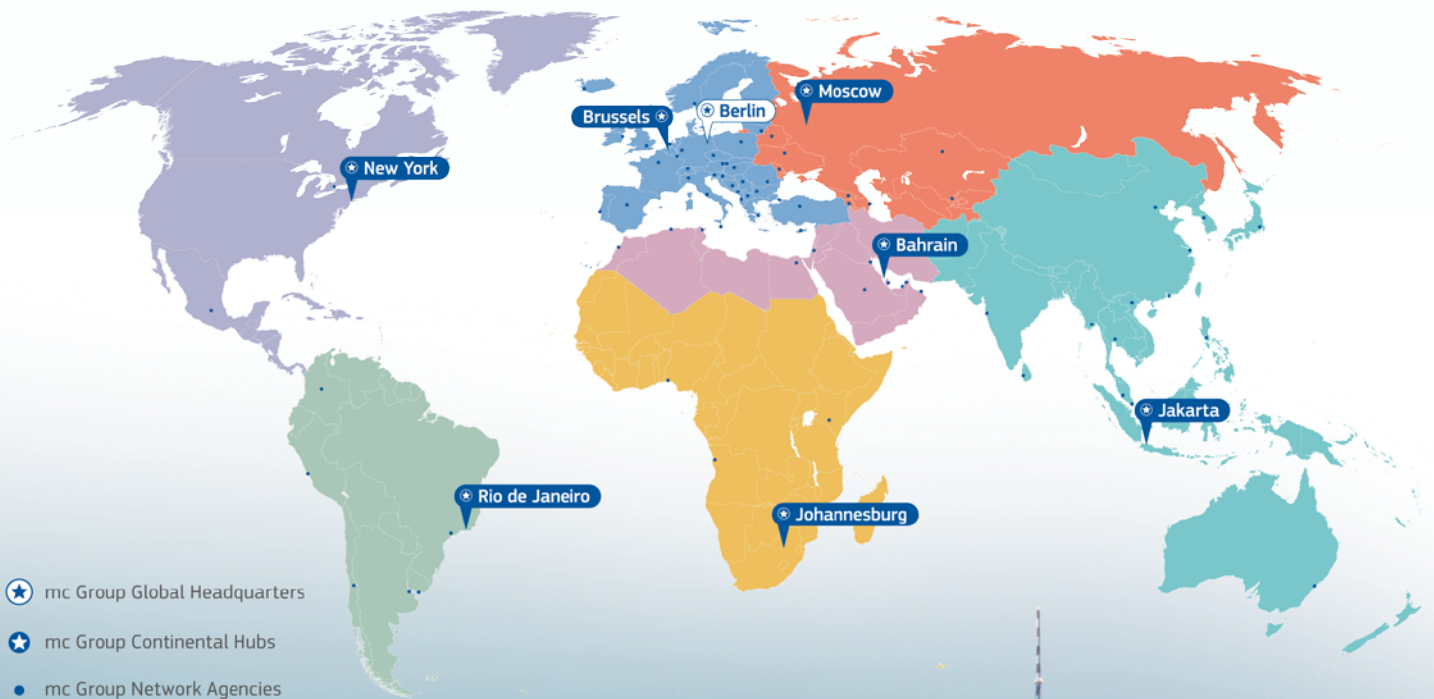 Moscow
Brussels
Berlin
New York
Bahrain
Jakarta
Rio de Janeiro
Johannesburg
mc Group Global Headquarters
mc Group Continental Hubs
mc Group Network Agencies